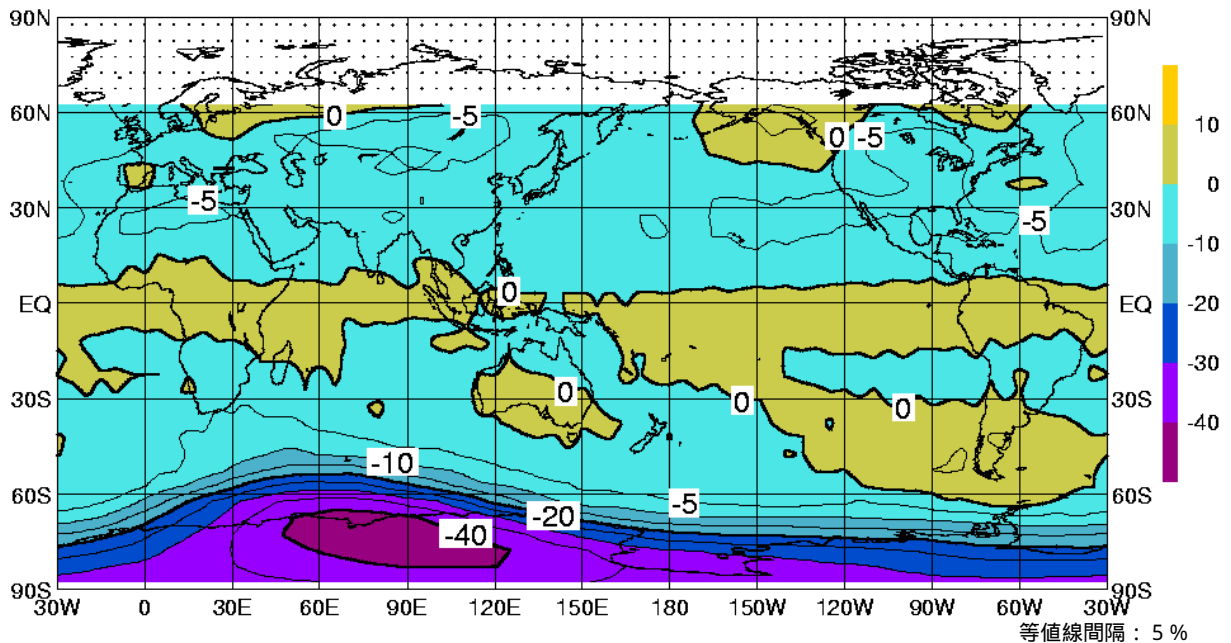 90N 90N
60N 0 -5 0 -5 60N 10
0
30N -5 -5 30N -10
-20
EQ 0 EQ -30
30S 0 0 0 30S -40
-10
60S -20 -5 60S
-40
90S 90S
30W 0 30E 60E 90E 120E 150E 180 150W 120W 90W 60W 30W
等値線間隔: 5 %